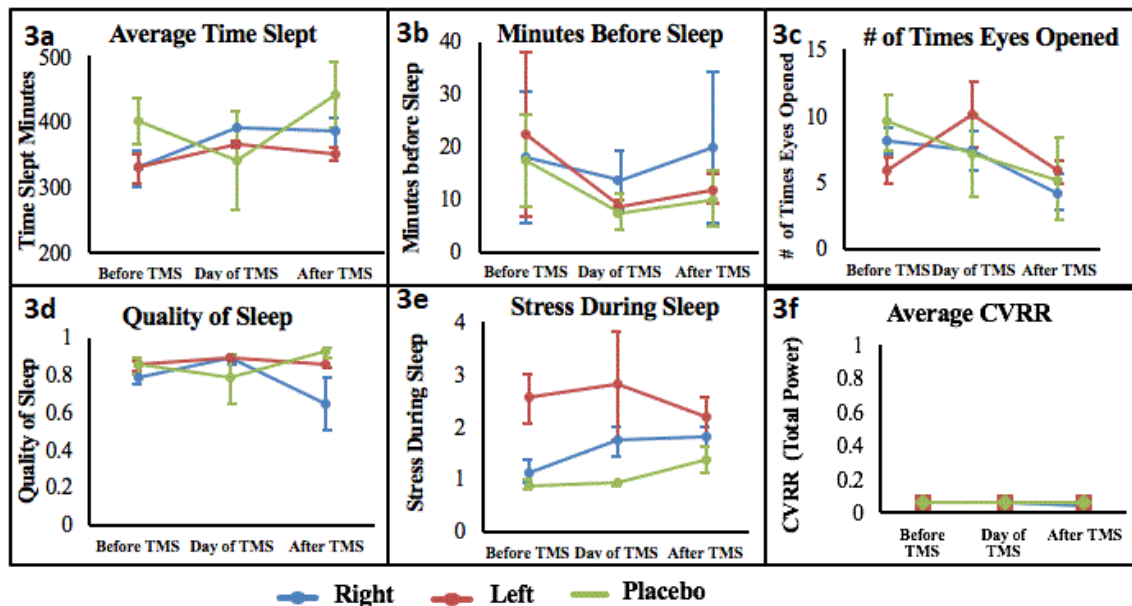 3a
Average Time Slept
Time Slept Minutes
500
400
300
200
Before TMS Day of TMS After TMS
3b
Minutes Before Sleep
Minutes before Sleep
40
30
20
10
0
Before TMS Day of TMS After TMS
3c
# of Times Eyes Opened
# of Times Eyes Opened
15
10
5
0
Before TMS Day of TMS After TMS
3d
Quality of Sleep
Quality of Sleep
1
0.8
0.6
0.4
0.2
0
Before TMS Day of TMS After TMS
3e
Stress During Sleep
Stress During Sleep
4
3
2
1
0
Before TMS Day of TMS After TMS
3f
Average CVRR
CVRR (Total Power)
1
0.8
0.6
0.4
0.2
0
Before Day of After TMS
TMS TMS
Right Left Placebo